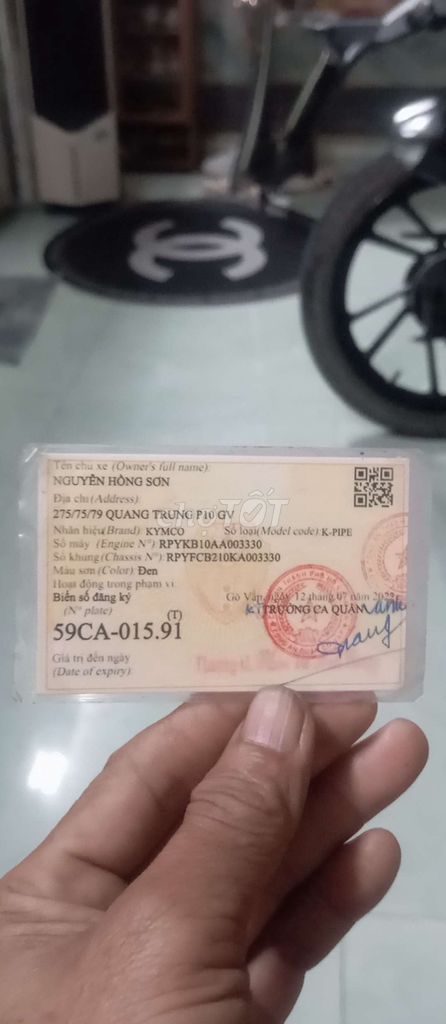 Tên chủ xe (Owner's full name):
NGUYỄN HỒNG SƠN
Địa chỉ (Address)
275/75/79 QUANG TRUNG P10 GV
Nhãn hiệu (Brand) KYMCO Số loại (Model code): K-PIPE
Số máy (Engine N°) RPYKB10AA003330
Số khung (Chassis N°) RPYFCB210KA003330
Màu sơn (Color): Đen
Hoạt động trong phạm vi:
Biển số đăng ký Gò Vấp, ngày 12 tháng 07 năm
(N° plate) TRƯỞNG CA QUẬN
(T)
59CA-015.91
Giá trị đến ngày
(Date of expiry):
chợTỐT